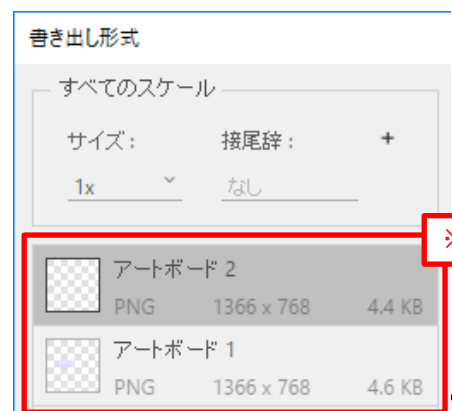 書き出し形式
すべてのスケール
サイズ : 接尾辞 : +
1x なし
※
アートボード 2
PNG 1366 x 768 4.4 KB
アートボード 1
PNG 1366 x 768 4.6 KB